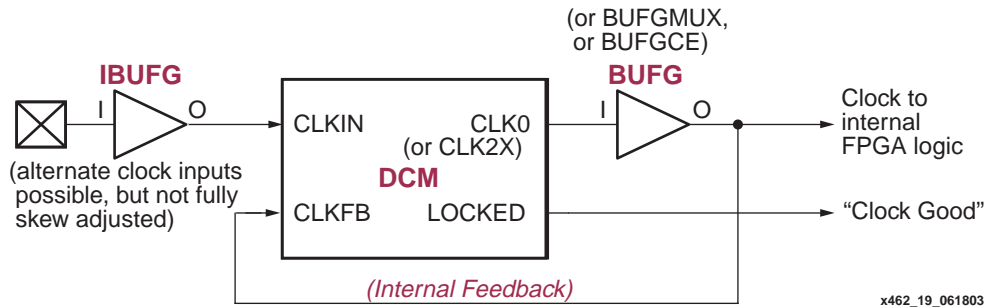 (or BUFGMUX,
or BUFGCE)
IBUFG
BUFG
I
O
CLKIN
CLK0
(or CLK2X)
I
O
Clock to
internal
FPGA logic
(alternate clock inputs
possible, but not fully
skew adjusted)
DCM
CLKFB
LOCKED
“Clock Good”
(Internal Feedback)
x462_19_061803